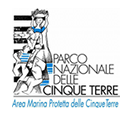 PARCO
NAZIONALE
DELLE
CINQUE TERRE
Area Marina Protetta delle Cinque Terre